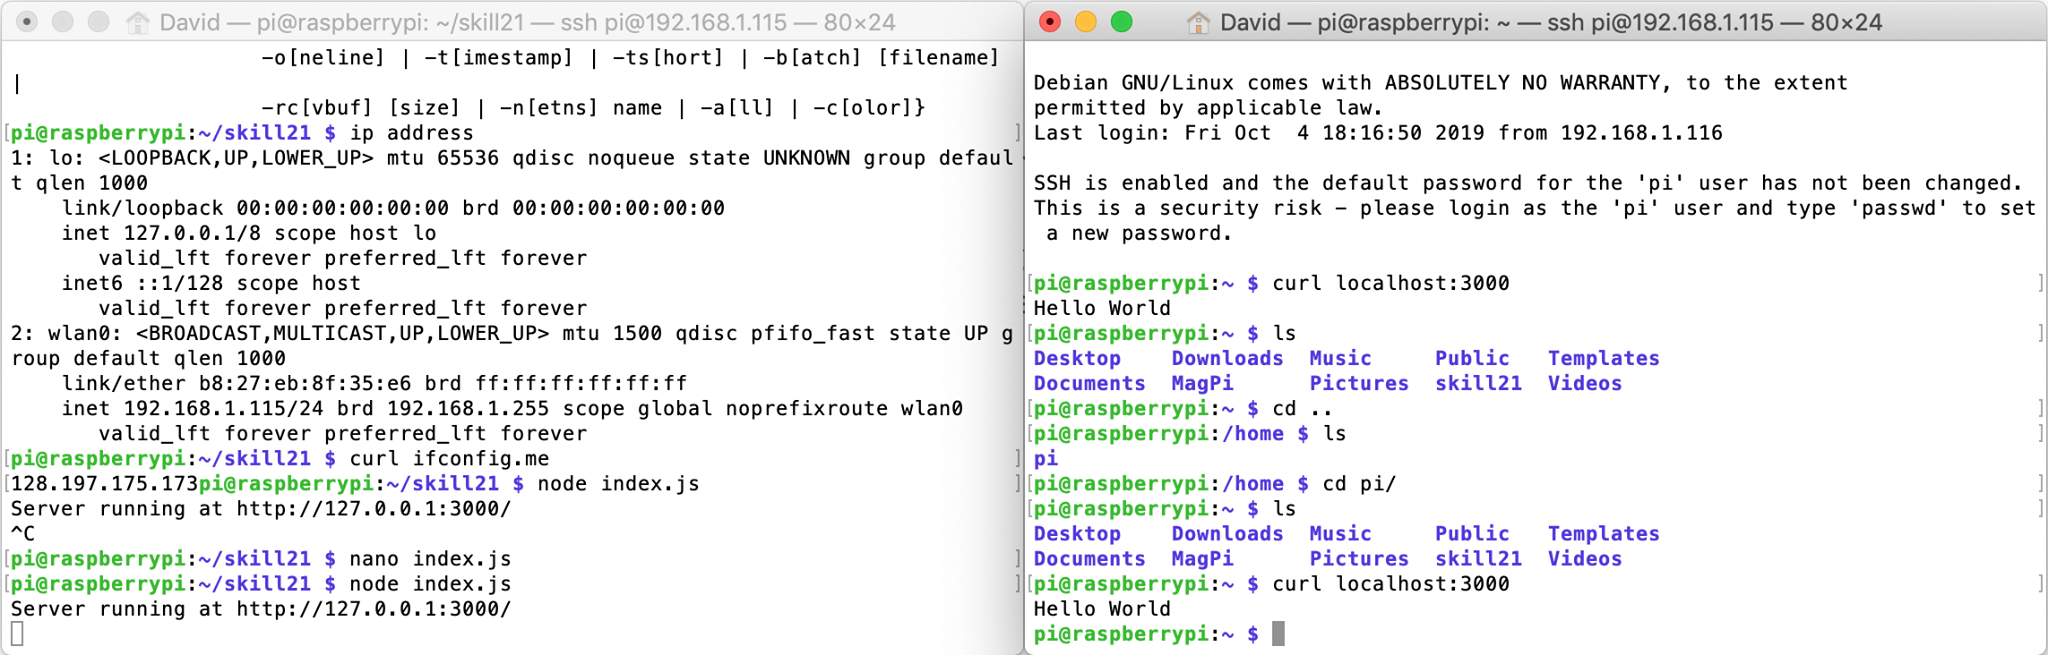 David — pi@raspberrypi: ~/skill21 — ssh pi@192.168.1.115 — 80×24
-o[neline] | -t[imestamp] | -ts[hort] | -b[atch] [filename]
|
-rc[vbuf] [size] | -n[etns] name | -a[ll] | -c[olor]}
[pi@raspberrypi:~/skill21 $ ip address ]
1: lo: <LOOPBACK,UP,LOWER_UP> mtu 65536 qdisc noqueue state UNKNOWN group defaul
t qlen 1000
link/loopback 00:00:00:00:00:00 brd 00:00:00:00:00:00
inet 127.0.0.1/8 scope host lo
valid_lft forever preferred_lft forever
inet6 ::1/128 scope host
valid_lft forever preferred_lft forever
2: wlan0: <BROADCAST,MULTICAST,UP,LOWER_UP> mtu 1500 qdisc pfifo_fast state UP g
roup default qlen 1000
link/ether b8:27:eb:8f:35:e6 brd ff:ff:ff:ff:ff:ff
inet 192.168.1.115/24 brd 192.168.1.255 scope global noprefixroute wlan0
valid_lft forever preferred_lft forever
[pi@raspberrypi:~/skill21 $ curl ifconfig.me ]
[128.197.175.173pi@raspberrypi:~/skill21 $ node index.js ]
Server running at http://127.0.0.1:3000/
^C
[pi@raspberrypi:~/skill21 $ nano index.js ]
[pi@raspberrypi:~/skill21 $ node index.js ]
Server running at http://127.0.0.1:3000/
David — pi@raspberrypi: ~ — ssh pi@192.168.1.115 — 80×24
Debian GNU/Linux comes with ABSOLUTELY NO WARRANTY, to the extent
permitted by applicable law.
Last login: Fri Oct  4 18:16:50 2019 from 192.168.1.116
SSH is enabled and the default password for the 'pi' user has not been changed.
This is a security risk - please login as the 'pi' user and type 'passwd' to set
a new password.
[pi@raspberrypi:~ $ curl localhost:3000 ]
Hello World
[pi@raspberrypi:~ $ ls ]
Desktop    Downloads  Music     Public   Templates
Documents  MagPi      Pictures  skill21  Videos
[pi@raspberrypi:~ $ cd .. ]
[pi@raspberrypi:/home $ ls ]
pi
[pi@raspberrypi:/home $ cd pi/ ]
[pi@raspberrypi:~ $ ls ]
Desktop    Downloads  Music     Public   Templates
Documents  MagPi      Pictures  skill21  Videos
[pi@raspberrypi:~ $ curl localhost:3000 ]
Hello World
pi@raspberrypi:~ $